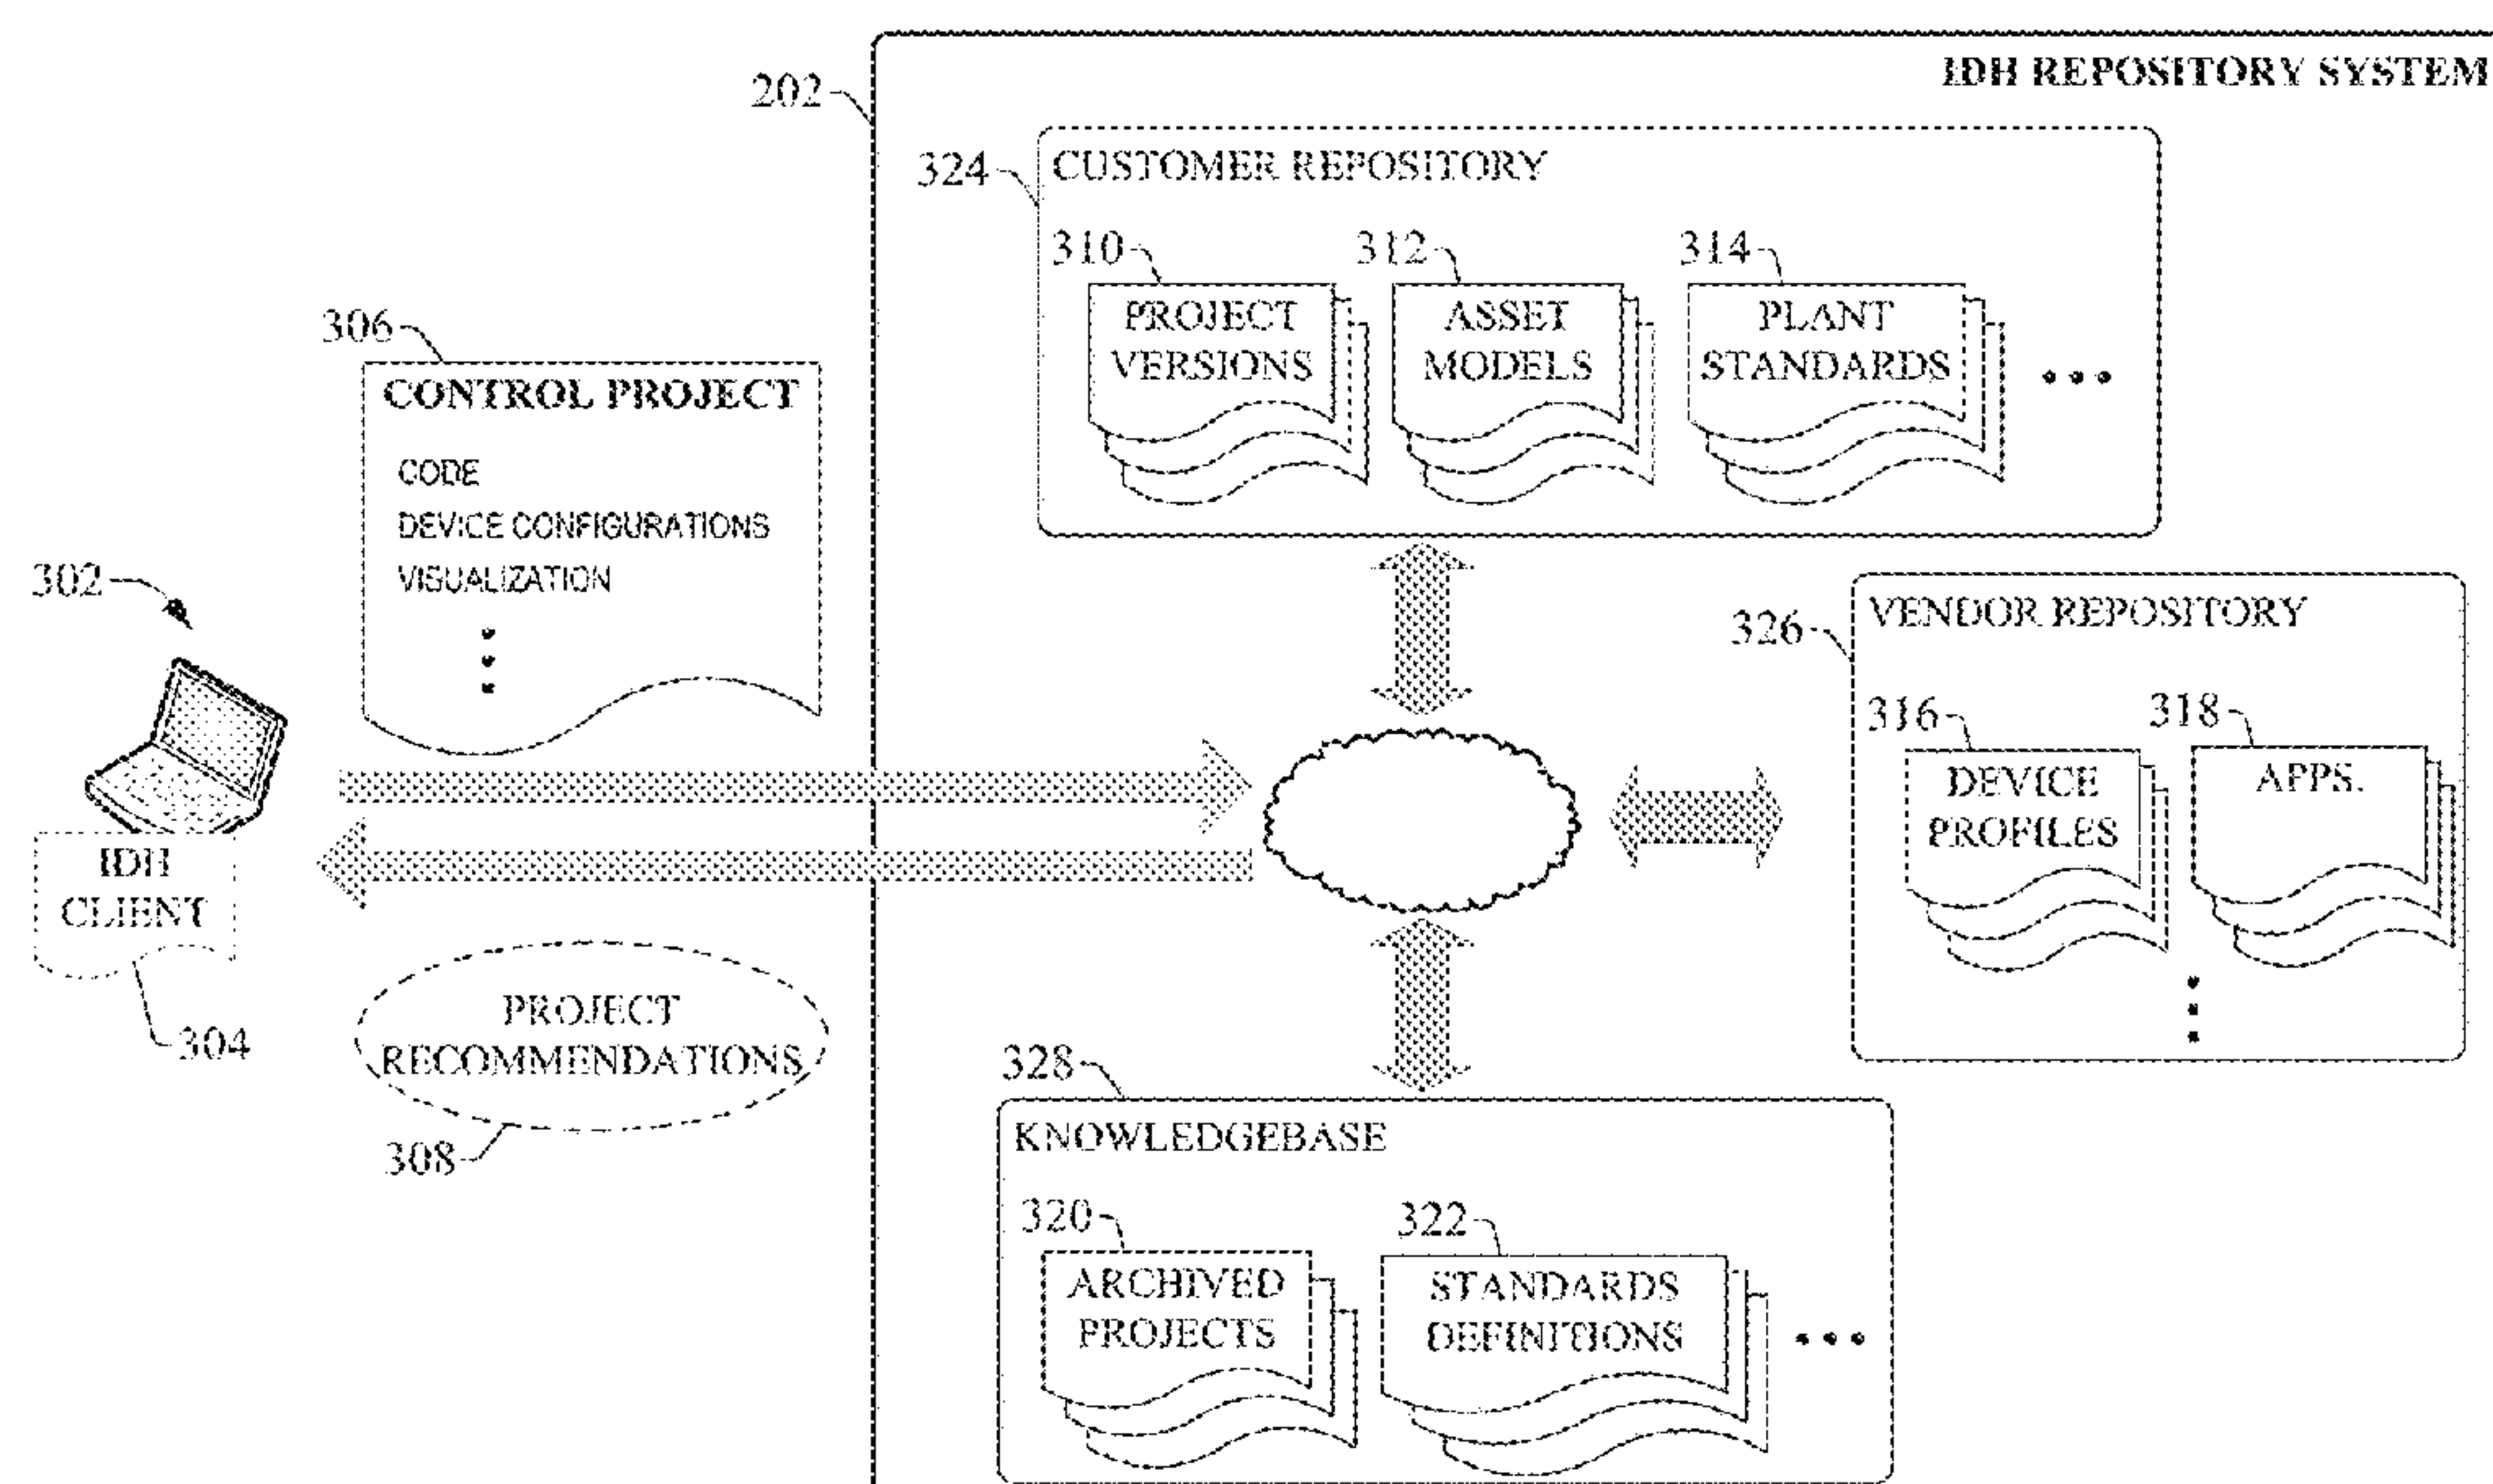 IDH REPOSITORY SYSTEM
202
324
CUSTOMER REPOSITORY
310
312
314
PROJECT
VERSIONS
ASSET
MODELS
PLANT
STANDARDS
306
CONTROL PROJECT
CODE
DEVICE CONFIGURATIONS
VISUALIZATION
302
IDH
CLIENT
304
PROJECT
RECOMMENDATIONS
308
326
VENDOR REPOSITORY
316
318
DEVICE
PROFILES
APPS.
328
KNOWLEDGEBASE
320
322
ARCHIVED
PROJECTS
STANDARDS
DEFINITIONS